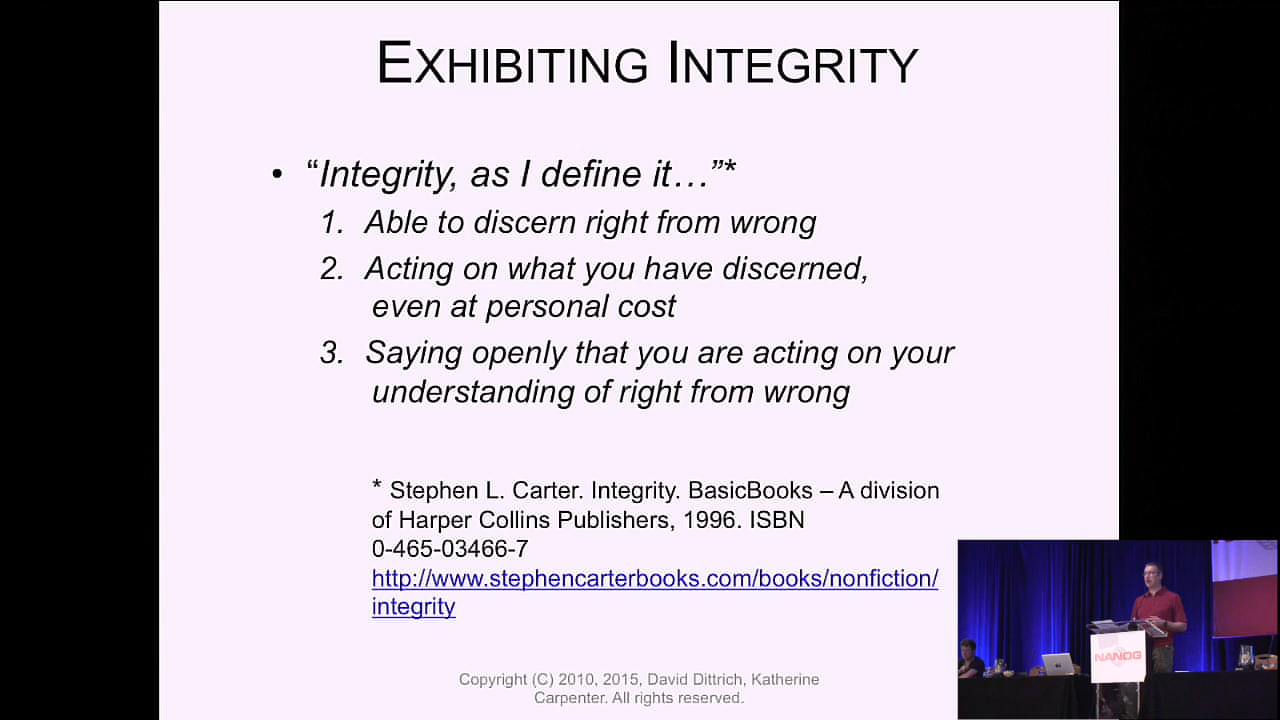 EXHIBITING INTEGRITY
• “Integrity, as I define it…”*
1. Able to discern right from wrong
2. Acting on what you have discerned,
even at personal cost
3. Saying openly that you are acting on your
understanding of right from wrong
* Stephen L. Carter. Integrity. BasicBooks – A division
of Harper Collins Publishers, 1996. ISBN
0-465-03466-7
http://www.stephencarterbooks.com/books/nonfiction/
integrity
Copyright (C) 2010, 2015, David Dittrich, Katherine
Carpenter. All rights reserved.
NANOG